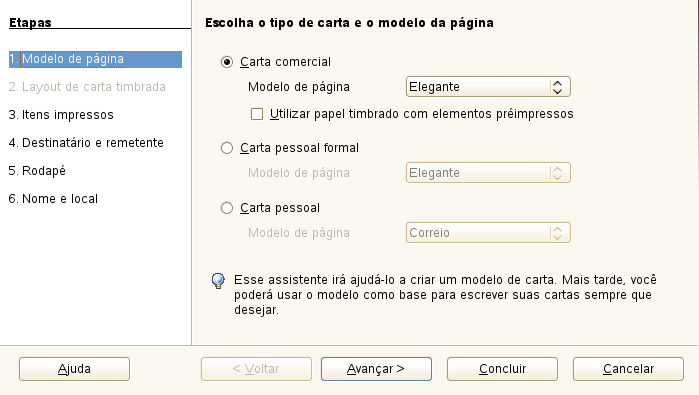 Etapas
1. Modelo de página
2. Layout de carta timbrada
3. Itens impressos
4. Destinatário e remetente
5. Rodapé
6. Nome e local
Escolha o tipo de carta e o modelo da página
Carta comercial
Modelo de página Elegante
Utilizar papel timbrado com elementos préimpressos
Carta pessoal formal
Modelo de página Elegante
Carta pessoal
Modelo de página Correio
Esse assistente irá ajudá-lo a criar um modelo de carta. Mais tarde, você
poderá usar o modelo como base para escrever suas cartas sempre que
desejar.
Ajuda < Voltar Avançar > Concluir Cancelar